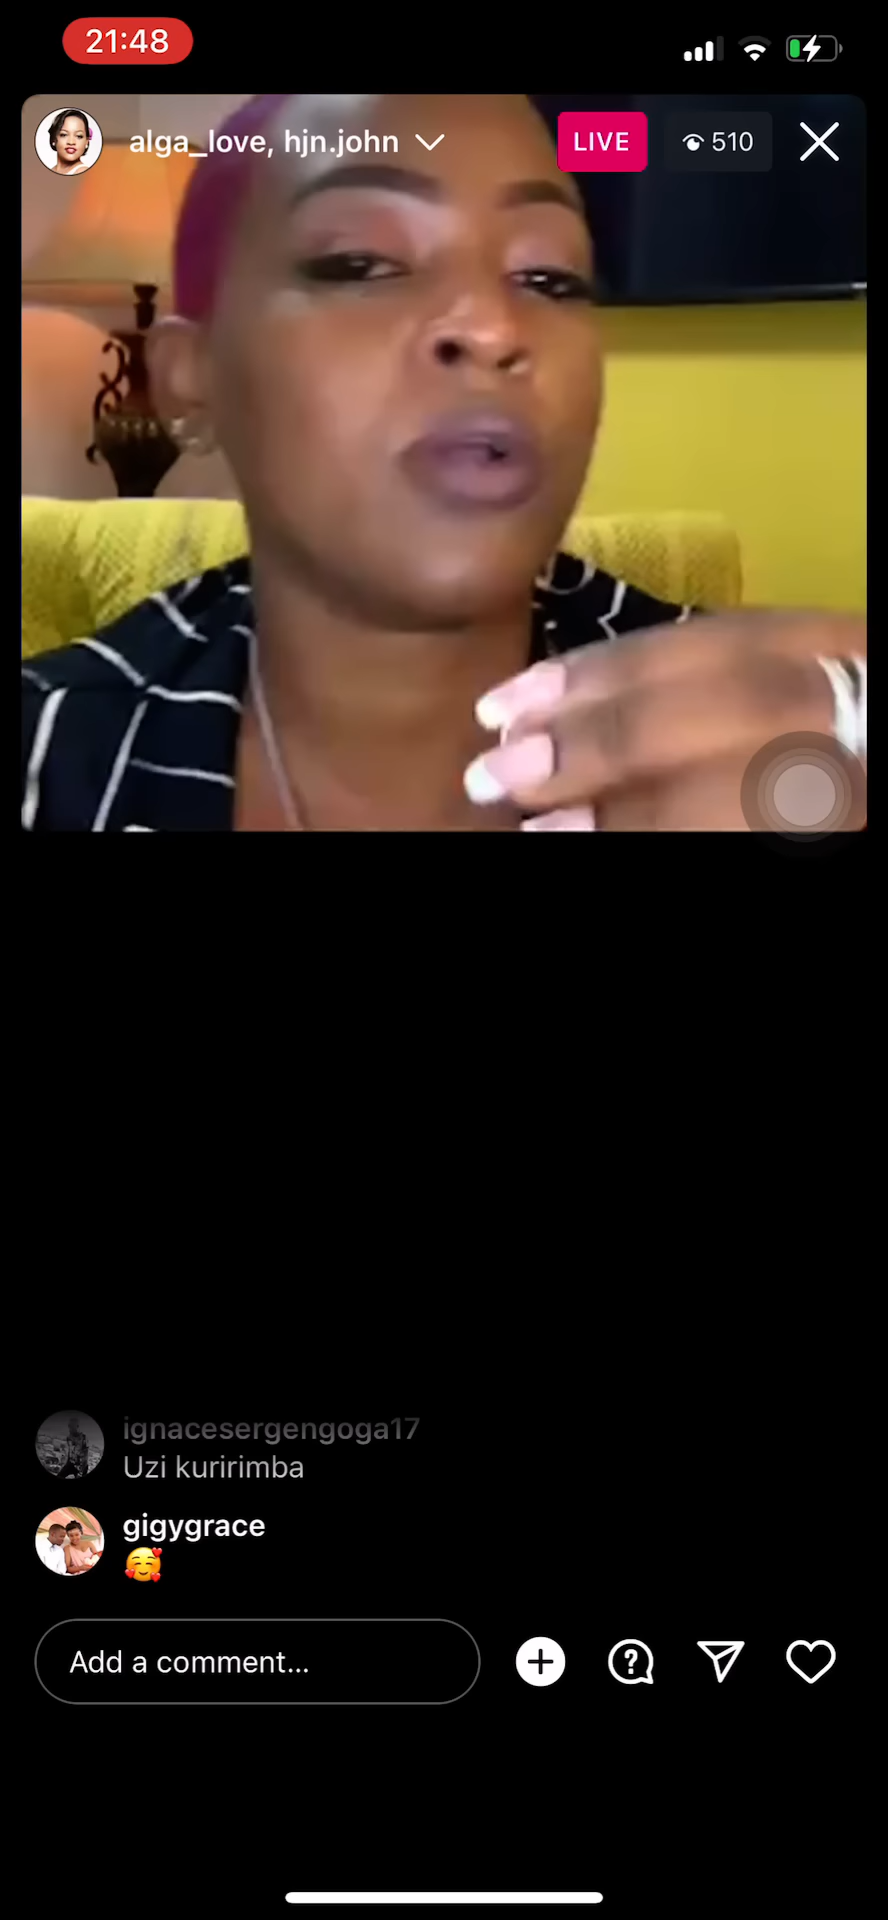 21:48
alga_love, hjn.john
LIVE
510
ignacesergengoga17
Uzi kuririmba
gigygrace
🥰
Add a comment...